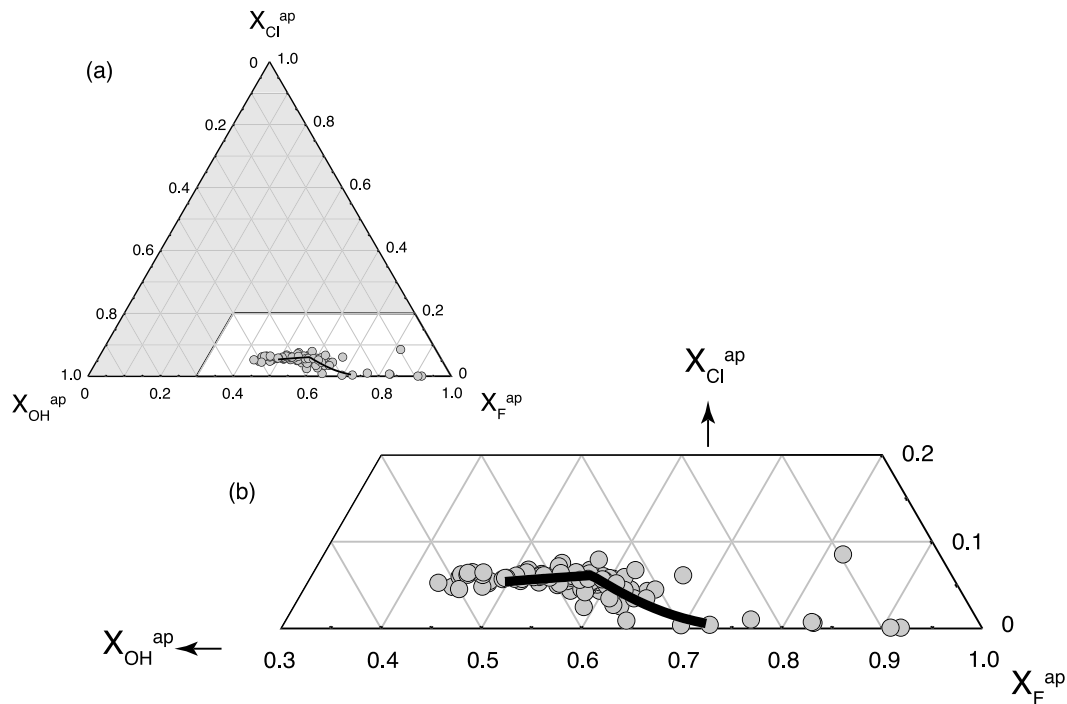 X_Cl^ap
(a)
0 1.0
0.2 0.8
0.4 0.6
0.6 0.4
0.8 0.2
1.0 0
0 0.2 0.4 0.6 0.8 1.0
X_OH^ap X_F^ap
X_Cl^ap
(b)
0.2
0.1
0
X_OH^ap
0.3 0.4 0.5 0.6 0.7 0.8 0.9 1.0
X_F^ap